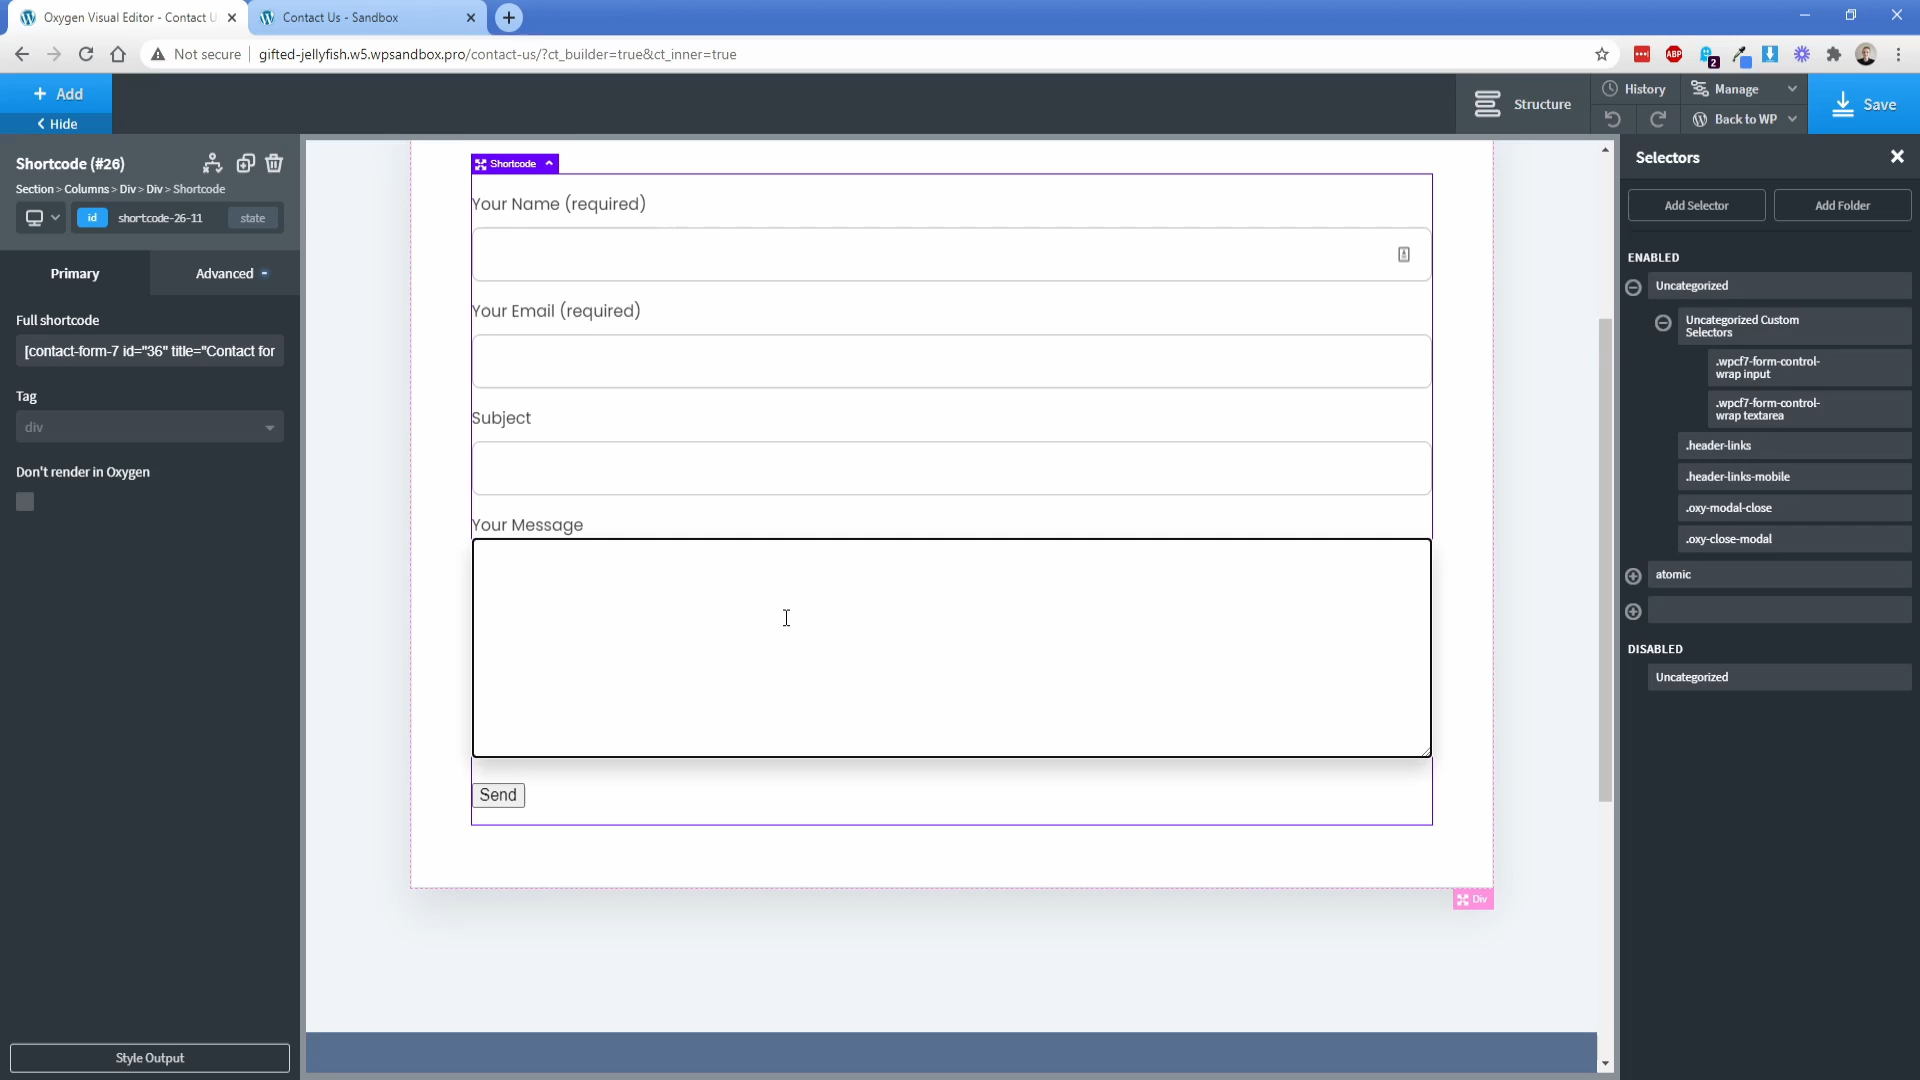 Oxygen Visual Editor - Contact U
Contact Us - Sandbox
Not secure
gifted-jellyfish.w5.wpsandbox.pro/contact-us/?ct_builder=true&ct_inner=true
ABP
2
+ Add
Hide
Structure
History
Manage
Back to WP
Save
Shortcode (#26)
Section > Columns > Div > Div > Shortcode
id
shortcode-26-11
state
Primary
Advanced
Full shortcode
[contact-form-7 id="36" title="Contact for
Tag
div
Don't render in Oxygen
Style Output
Shortcode
Your Name (required)
Your Email (required)
Subject
Your Message
Send
Div
Selectors
Add Selector
Add Folder
ENABLED
Uncategorized
Uncategorized Custom
Selectors
.wpcf7-form-control-
wrap input
.wpcf7-form-control-
wrap textarea
.header-links
.header-links-mobile
.oxy-modal-close
.oxy-close-modal
atomic
DISABLED
Uncategorized